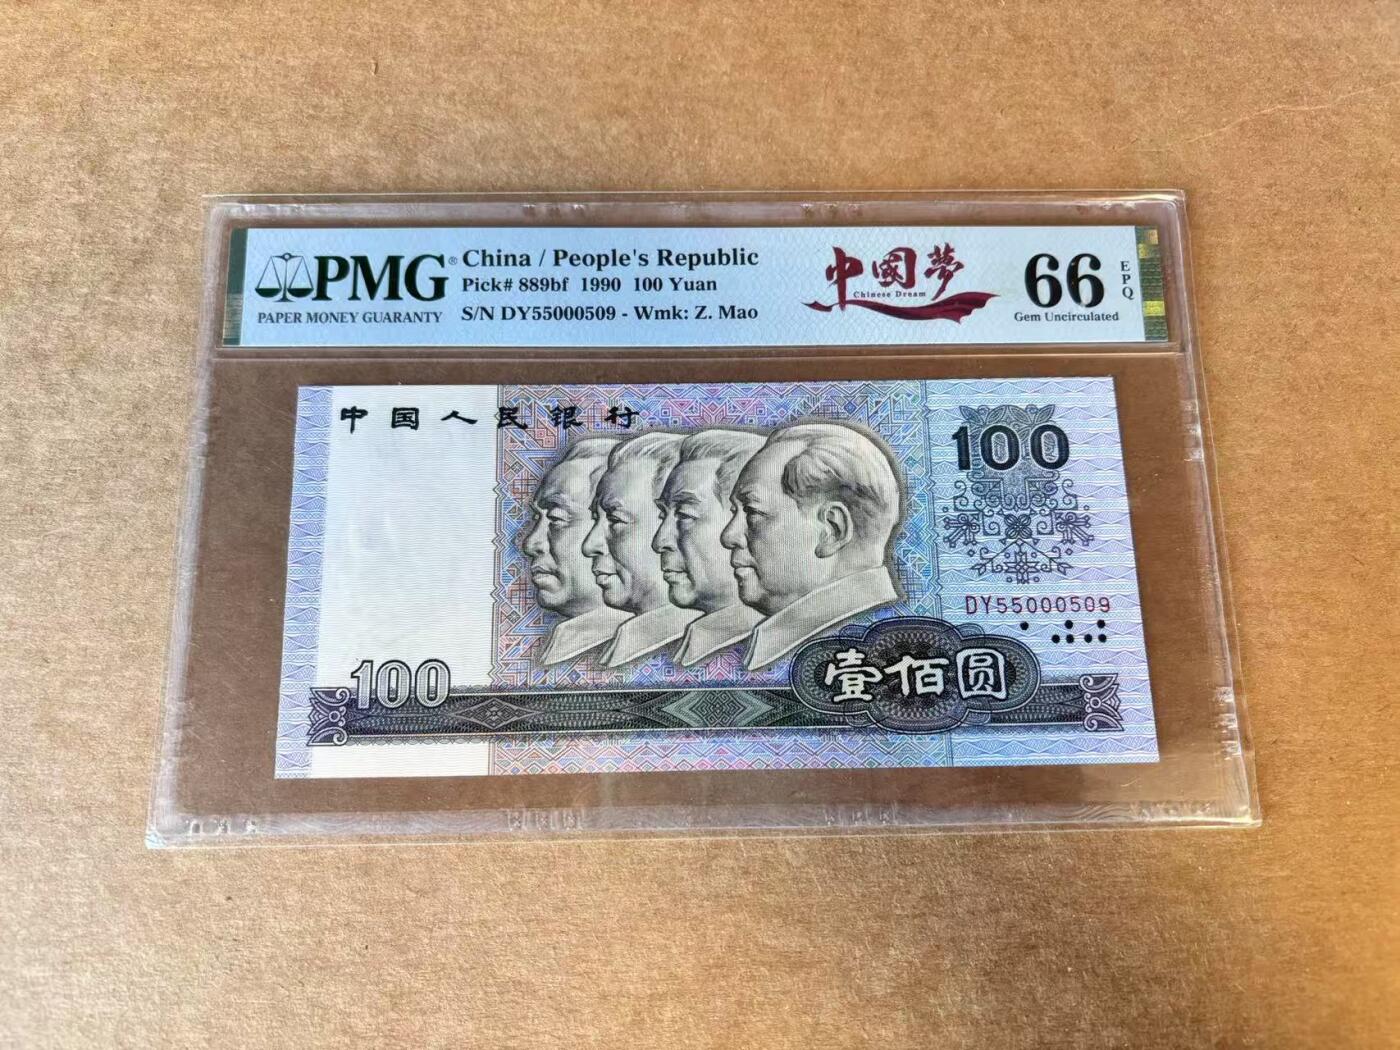 PMG®
PAPER MONEY GUARANTY
China / People's Republic
Pick# 889bf 1990 100 Yuan
S/N DY55000509 - Wmk: Z. Mao
中國夢
Chinese Dream
66
EPQ
Gem Uncirculated
中国人民银行
100
DY55000509
100
壹佰圆